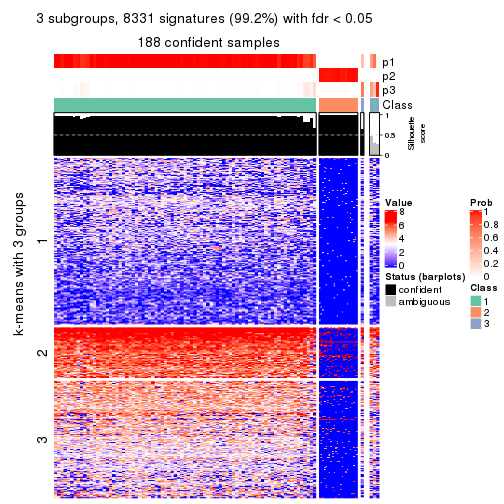 3 subgroups, 8331 signatures (99.2%) with fdr < 0.05
188 confident samples
p1
p2
p3
Class
1
0.5
0
Silhouette
score
k-means with 3 groups
1
2
3
Value
8
6
4
2
0
Status (barplots)
confident
ambiguous
Prob
1
0.8
0.6
0.4
0.2
0
Class
1
2
3